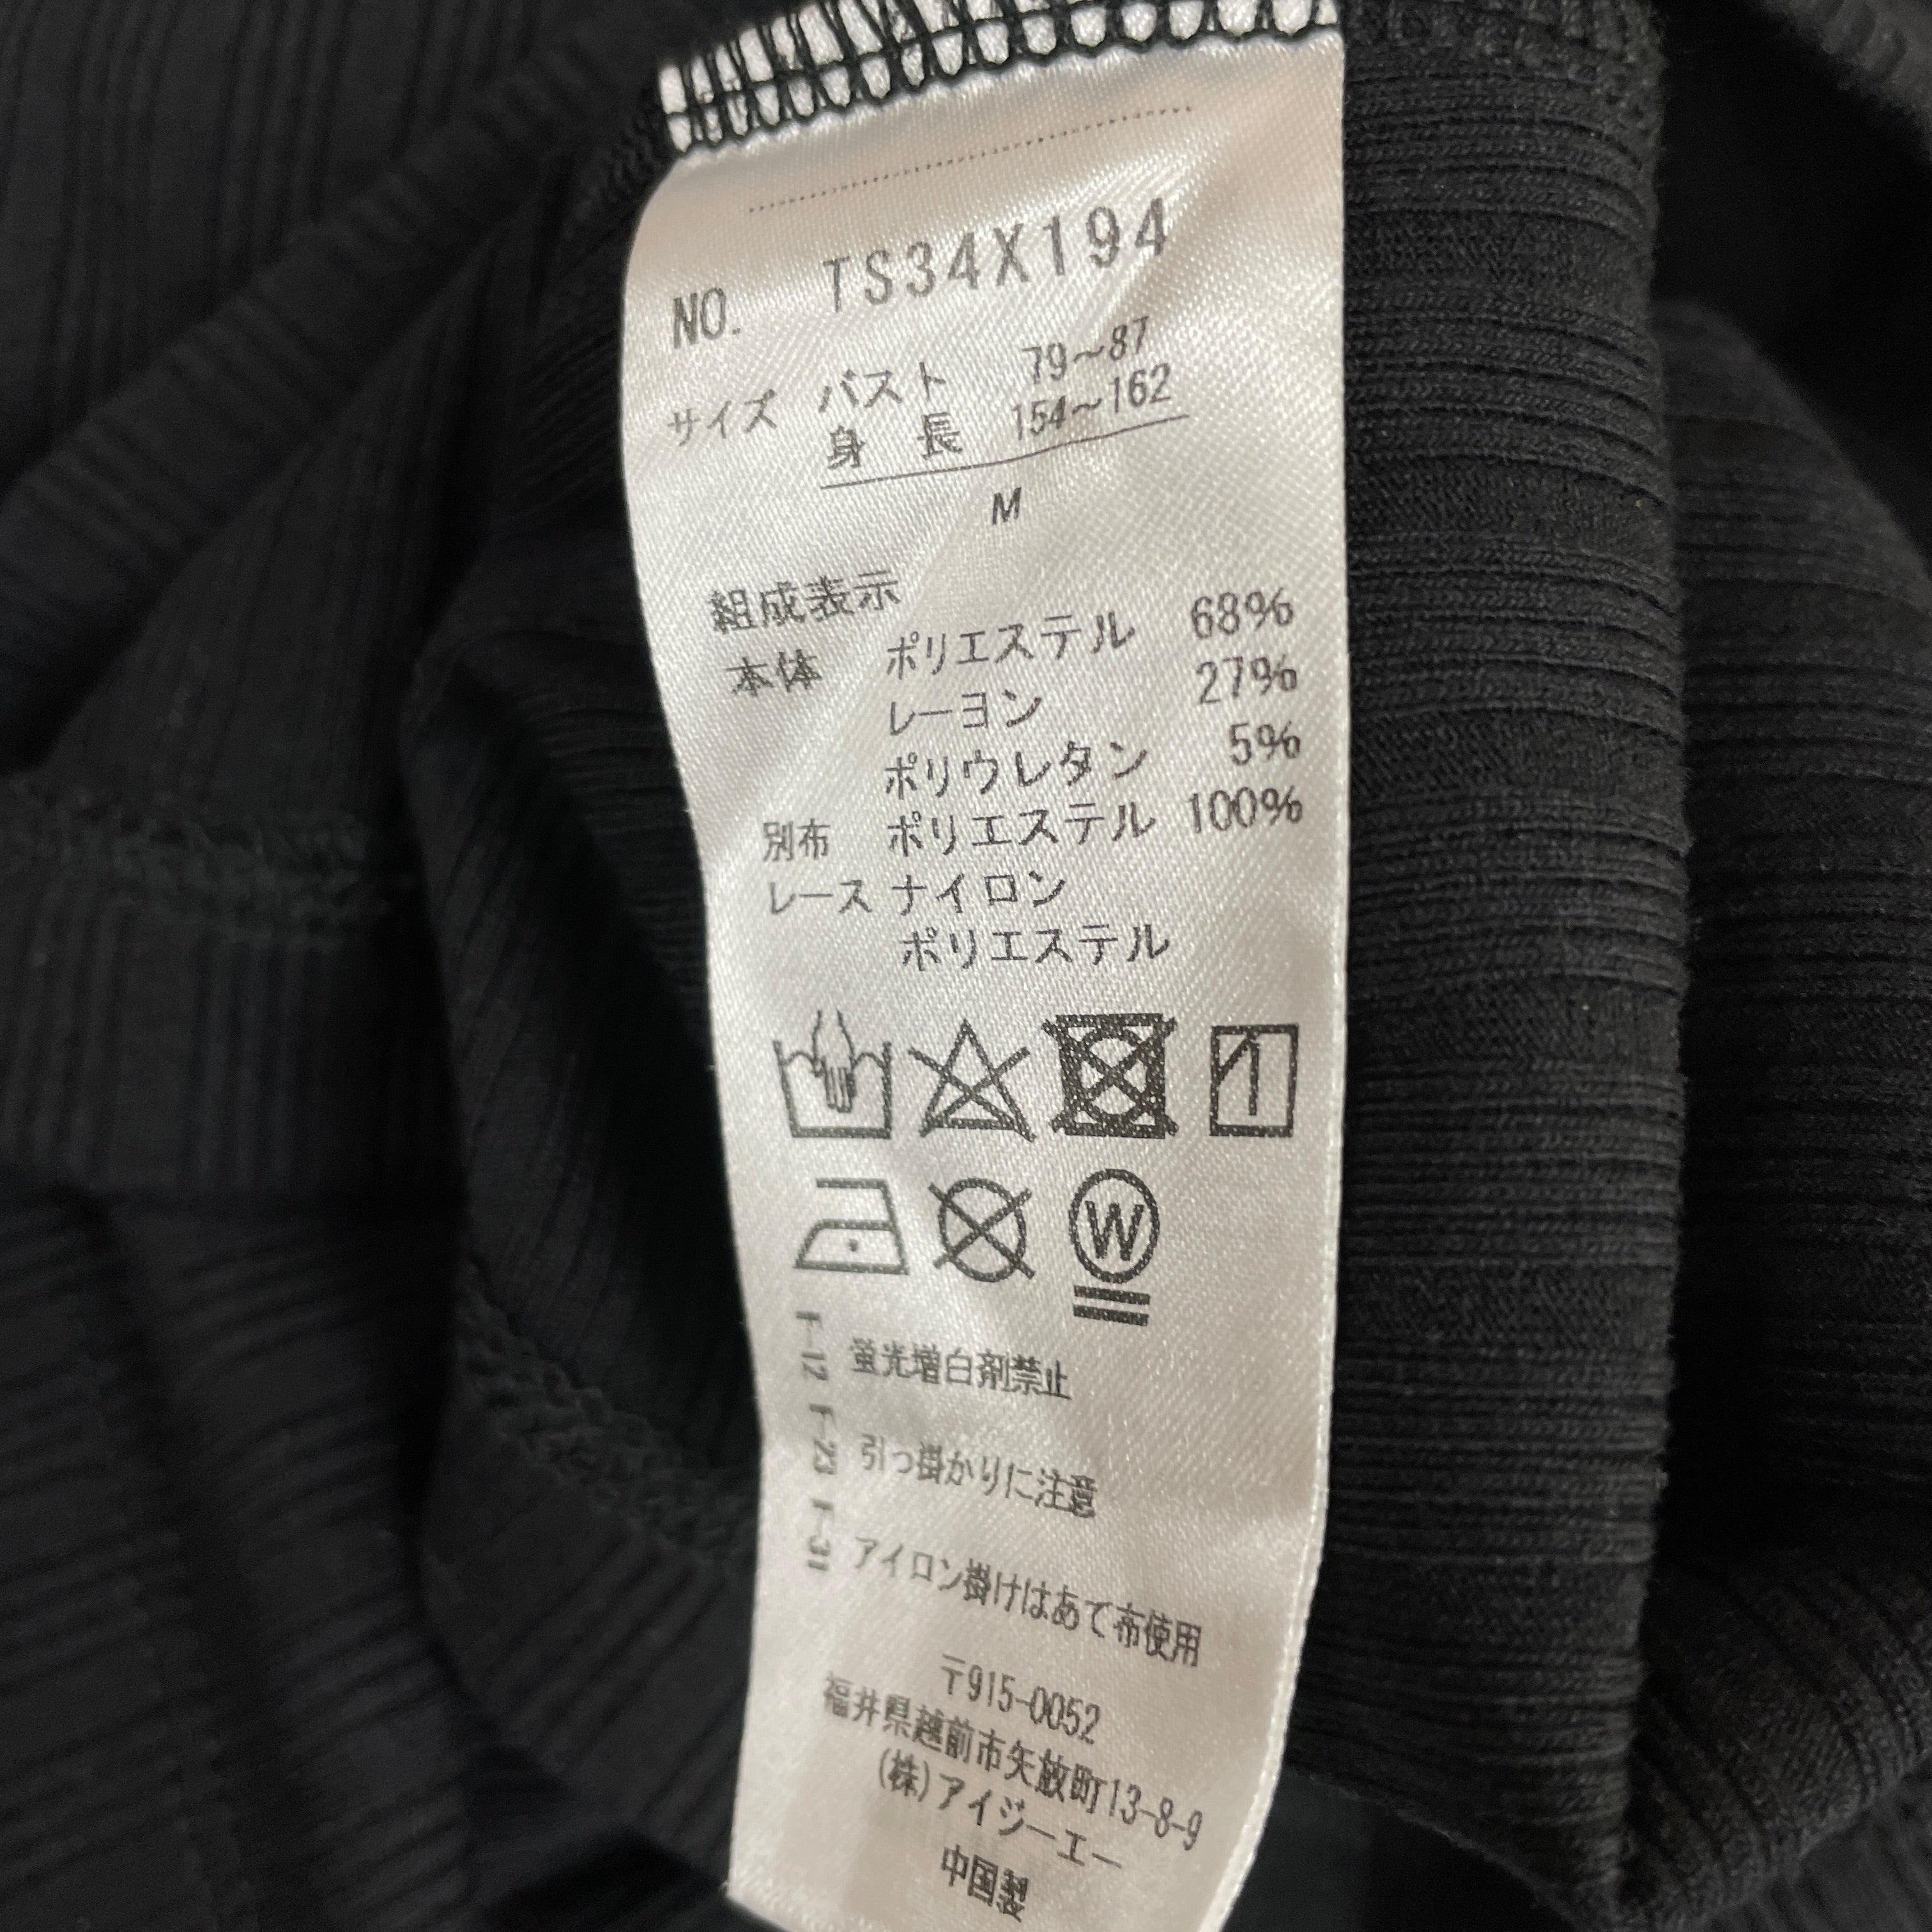 NO. TS34X194
サイズ バスト 79～87
身長 154～162
M
組成表示
本体 ポリエステル 68%
レーヨン 27%
ポリウレタン 5%
別布 ポリエステル 100%
レース ナイロン
ポリエステル
W
F-12 蛍光増白剤禁止
F-23 引っ掛かりに注意
F-31 アイロン掛けはあて布使用
〒915-0052
福井県越前市矢放町13-8-9
(株)アイジーエー
中国製